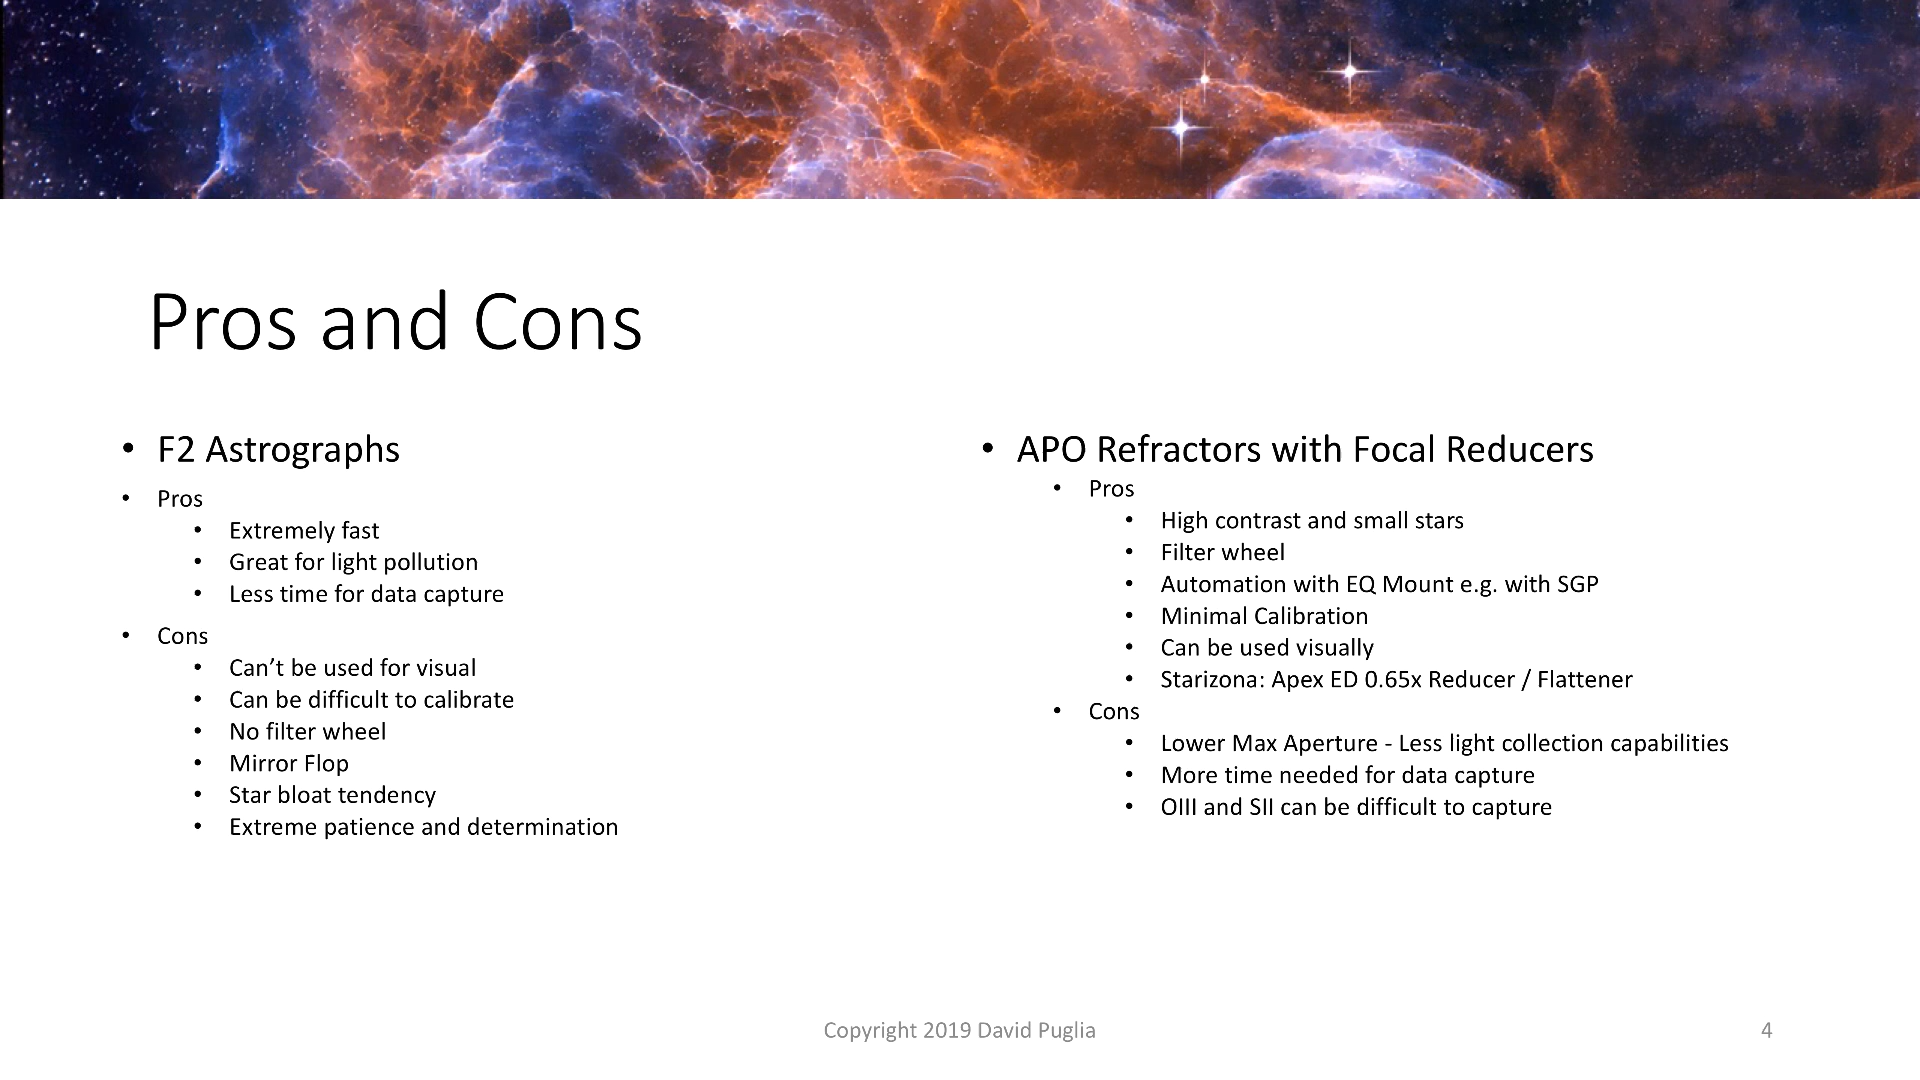 Pros and Cons
• F2 Astrographs
• Pros
• Extremely fast
• Great for light pollution
• Less time for data capture
• Cons
• Can’t be used for visual
• Can be difficult to calibrate
• No filter wheel
• Mirror Flop
• Star bloat tendency
• Extreme patience and determination
• APO Refractors with Focal Reducers
• Pros
• High contrast and small stars
• Filter wheel
• Automation with EQ Mount e.g. with SGP
• Minimal Calibration
• Can be used visually
• Starizona: Apex ED 0.65x Reducer / Flattener
• Cons
• Lower Max Aperture - Less light collection capabilities
• More time needed for data capture
• OIII and SII can be difficult to capture
Copyright 2019 David Puglia
4